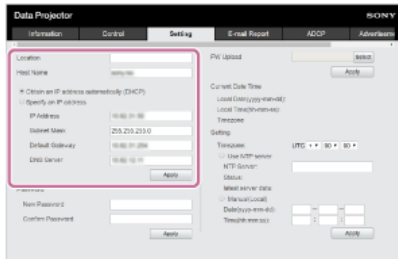 Data Projector
SONY
Information
Control
Setting
E-mail Report
ADCP
Advertisement
Location
Host Name
Obtain an IP address automatically (DHCP)
Specify an IP address
IP Address
Subnet Mask
255.255.255.0
Default Gateway
DNS Server
Apply
Password
New Password
Confirm Password
Apply
FW Upload
Select
Apply
Current Date Time
Local Date(yyyy-mm-dd):
Local Time(hh-mm-ss):
Timezone
Setting
Timezone:
UTC + 00 00
Use NTP server
NTP Server:
Status:
latest server date:
Manual(Local)
Date(yyyy-mm-dd):
Time(hh:mm:ss):
Apply